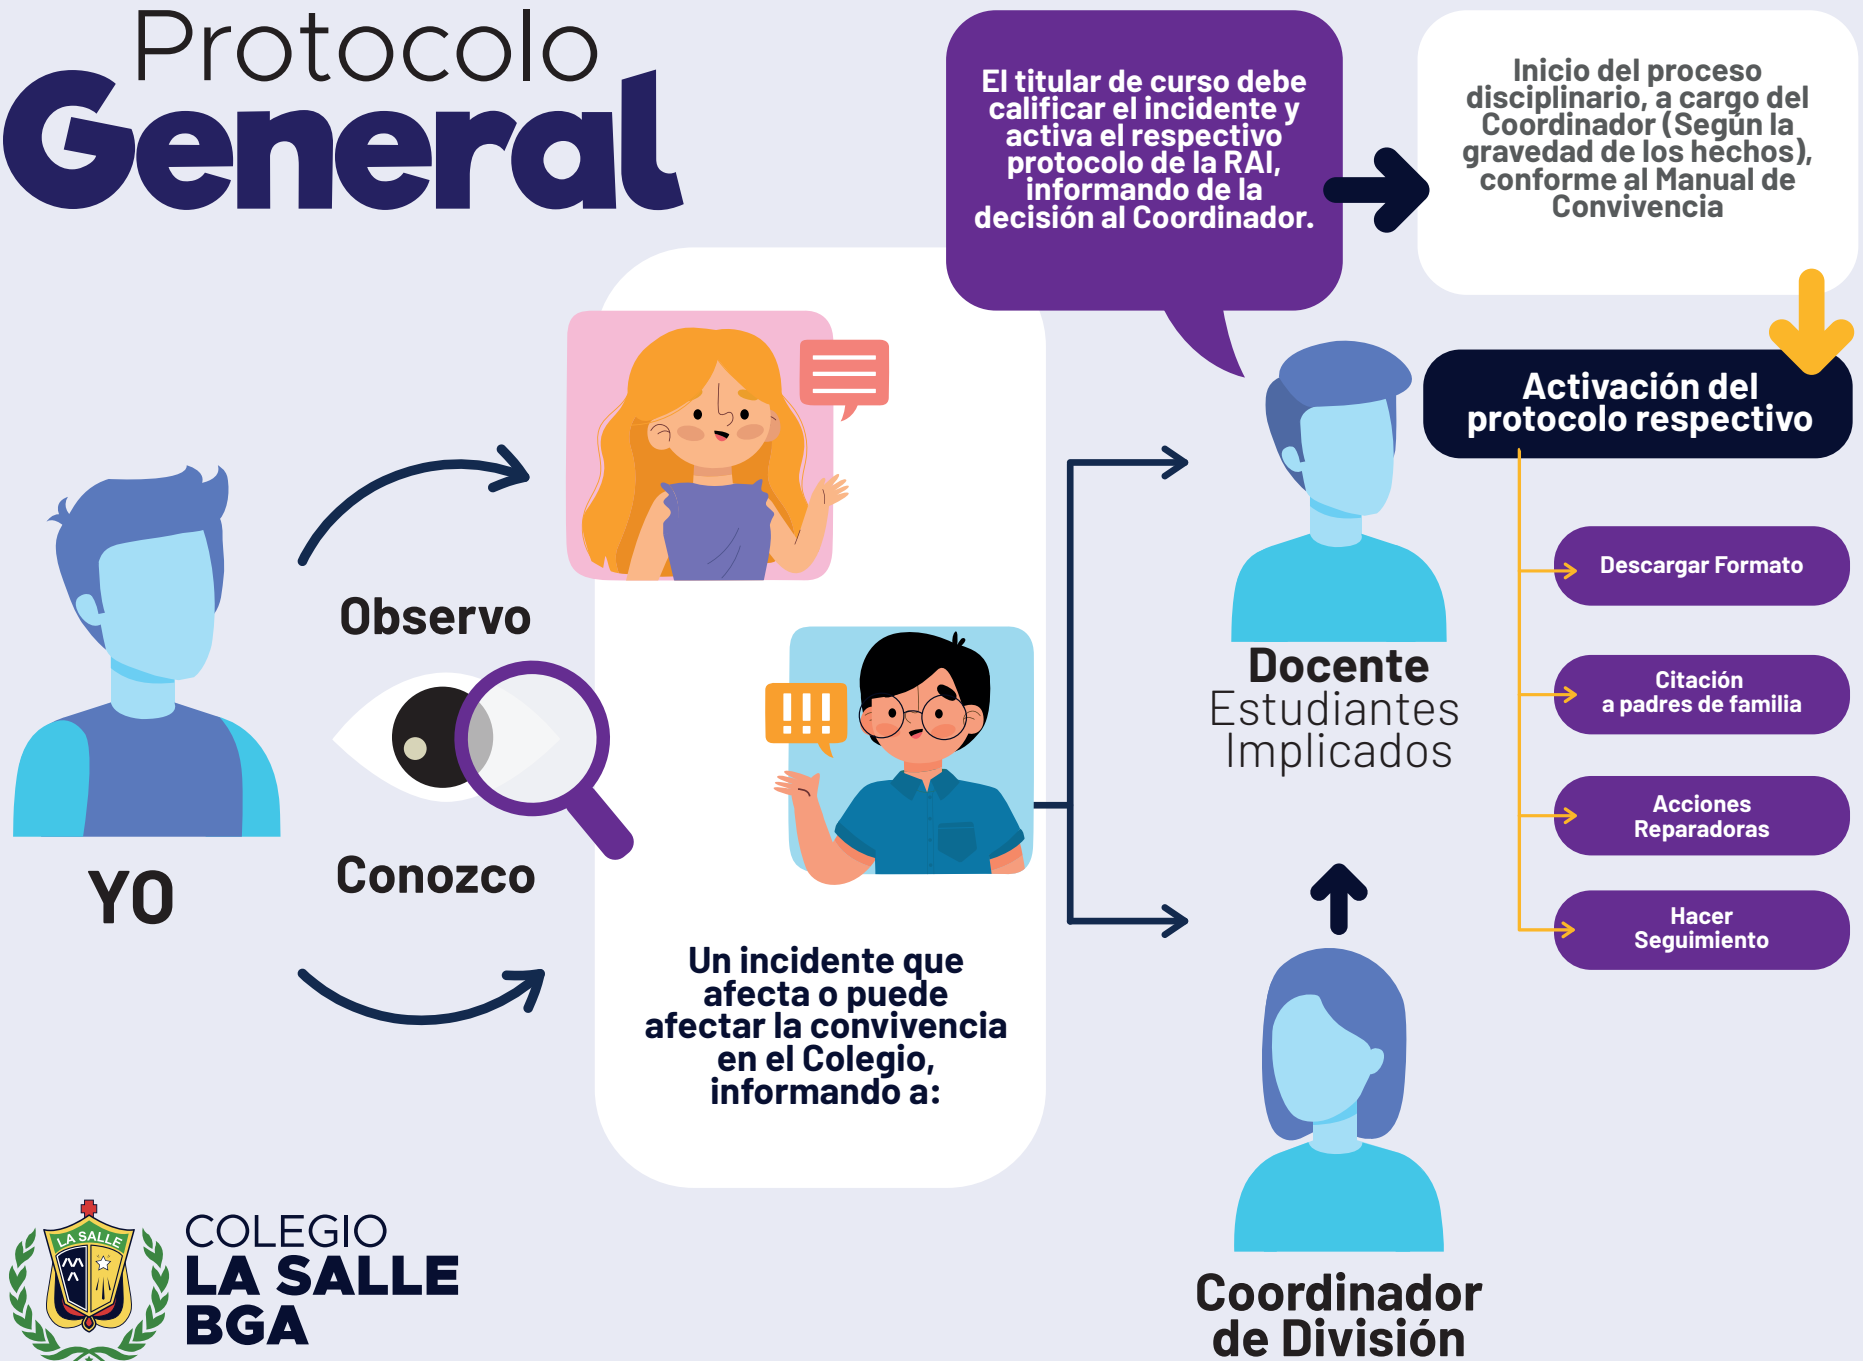 Protocolo
General
El titular de curso debe
calificar el incidente y
activa el respectivo
protocolo de la RAI,
informando de la
decisión al Coordinador.
Inicio del proceso
disciplinario, a cargo del
Coordinador (Según la
gravedad de los hechos),
conforme al Manual de
Convivencia
Activación del
protocolo respectivo
Descargar Formato
Citación
a padres de familia
Acciones
Reparadoras
Hacer
Seguimiento
YO
Observo
Conozco
!!!
Un incidente que
afecta o puede
afectar la convivencia
en el Colegio,
informando a:
Docente
Estudiantes
Implicados
Coordinador
de División
LA SALLE
COLEGIO
LA SALLE
BGA